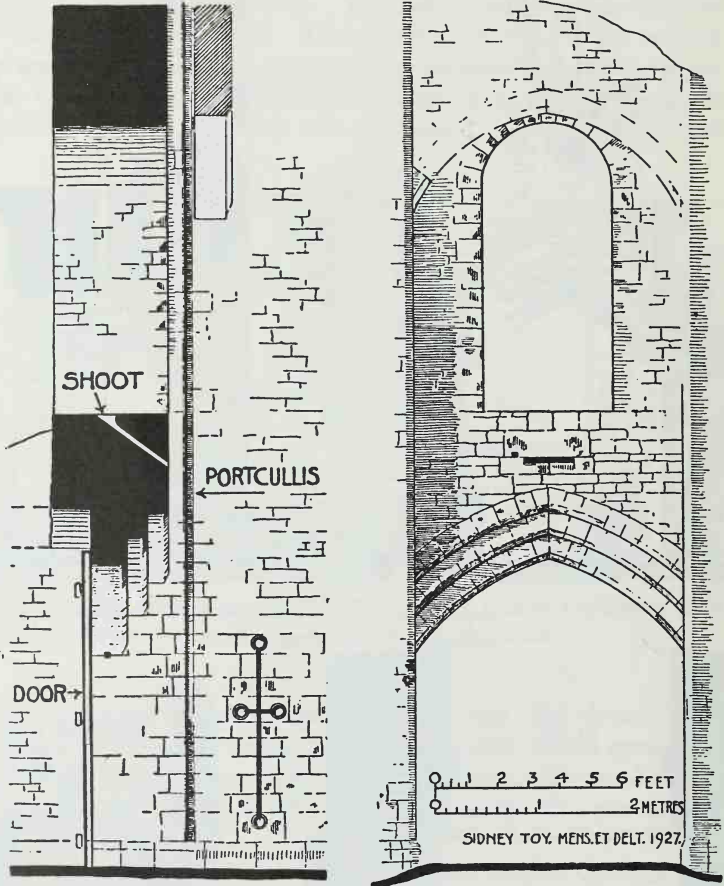 SHOOT
PORTCULLIS
DOOR
0 1 2 3 4 5 6 FEET
0 1 2 METRES
SIDNEY TOY. MENS. ET DELT. 1927.